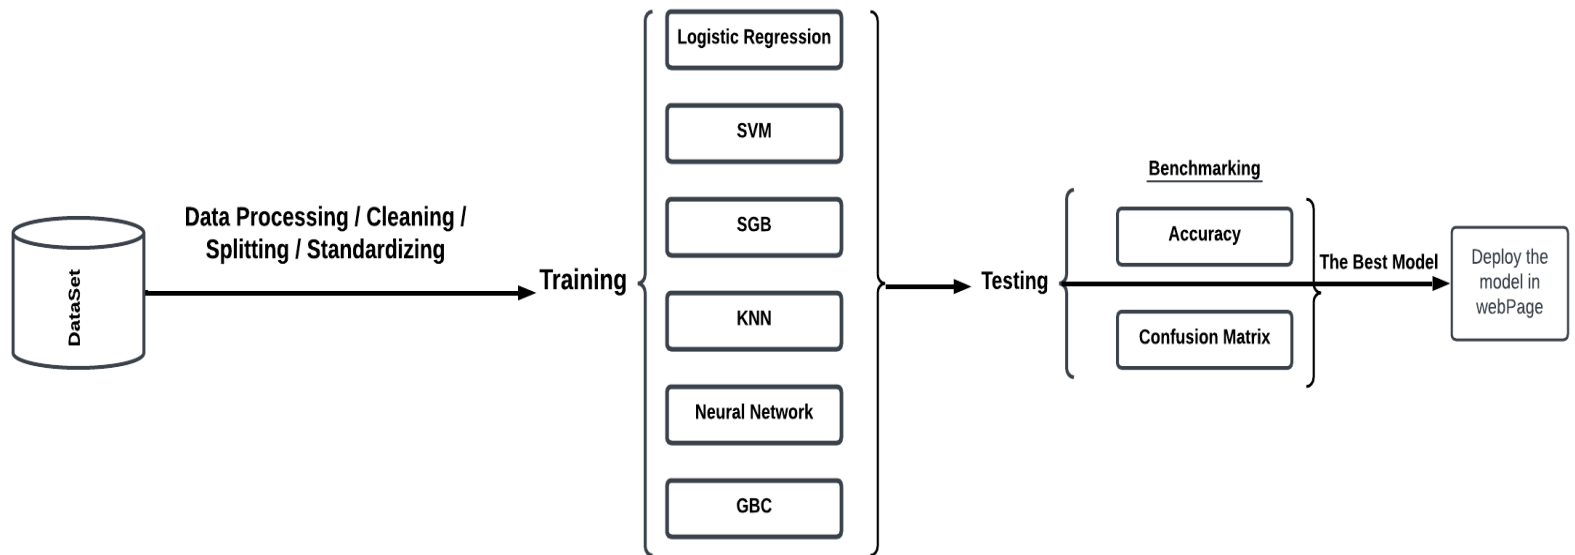 DataSet
Data Processing / Cleaning /
Splitting / Standardizing
Training
Logistic Regression
SVM
SGB
KNN
Neural Network
GBC
Testing
Benchmarking
Accuracy
Confusion Matrix
The Best Model
Deploy the
model in
webPage